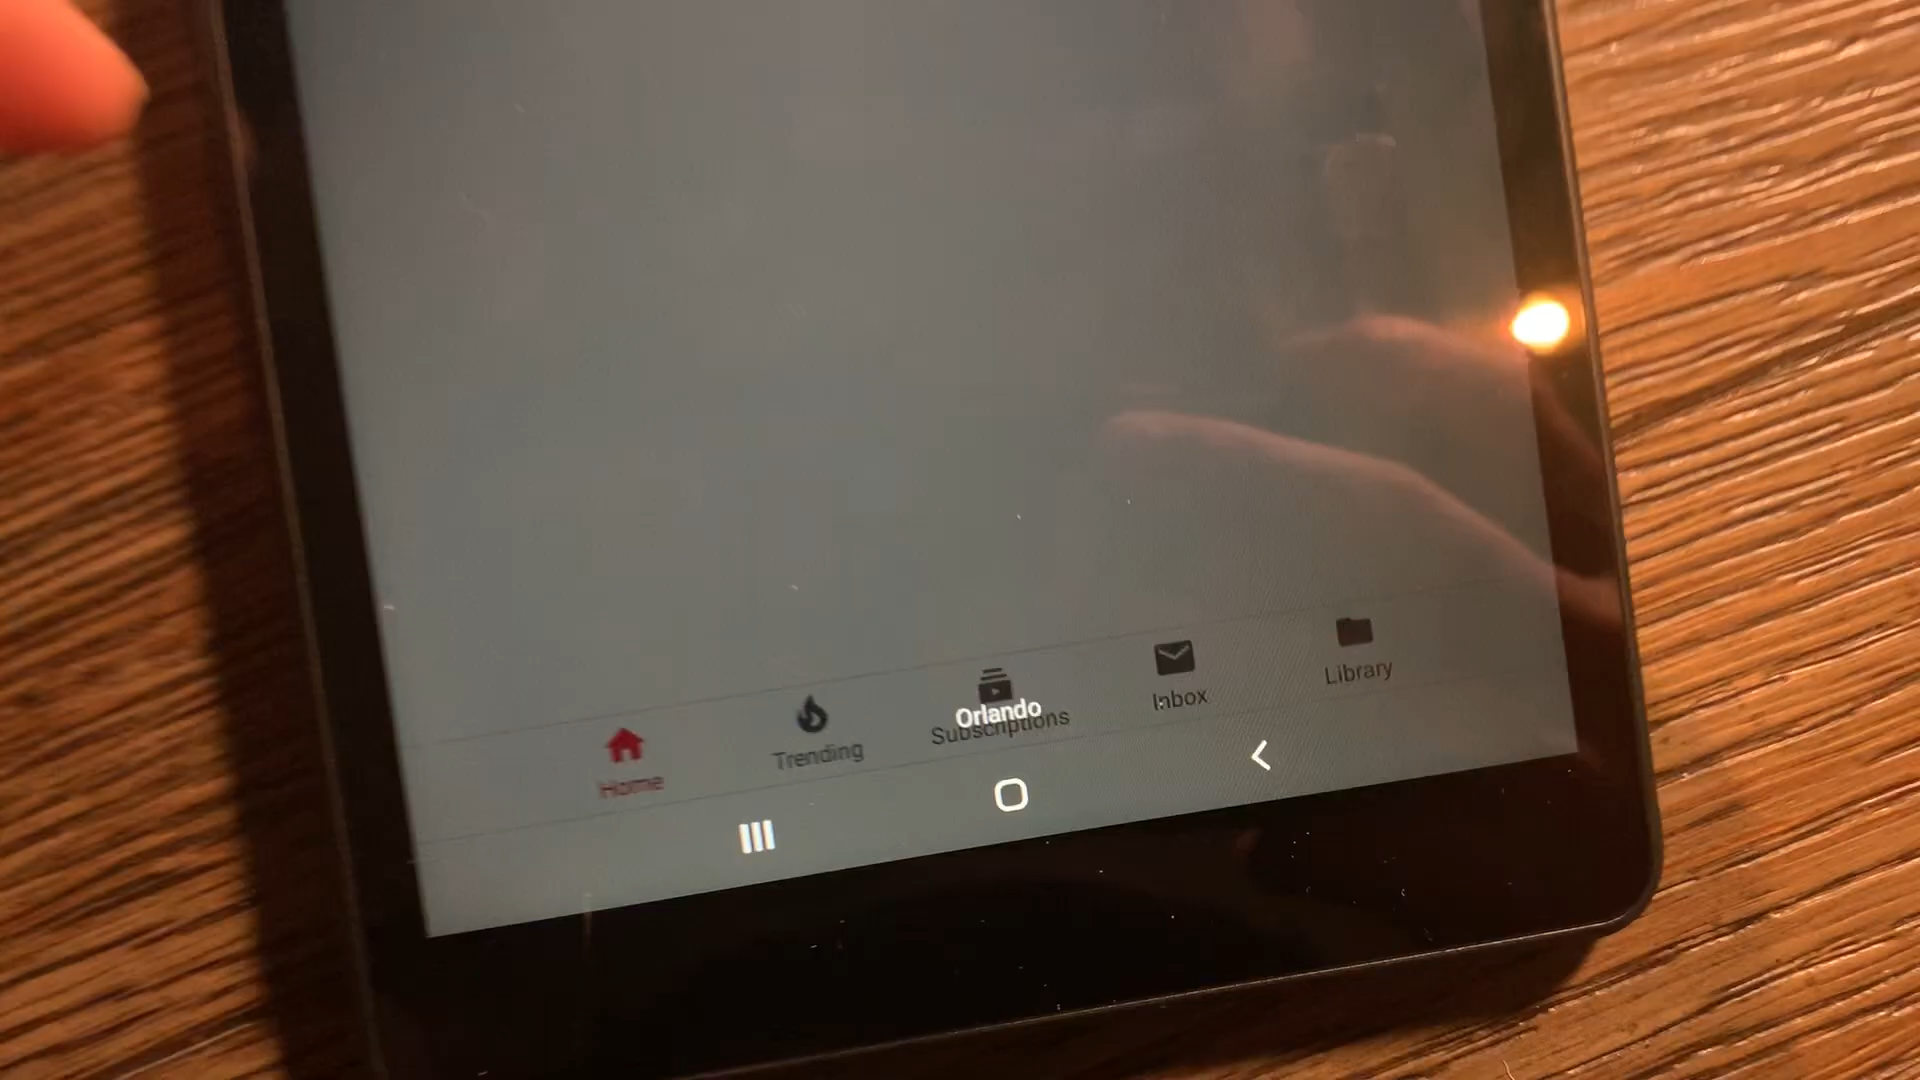 Home
Trending
Orlando
Subscriptions
Inbox
Library